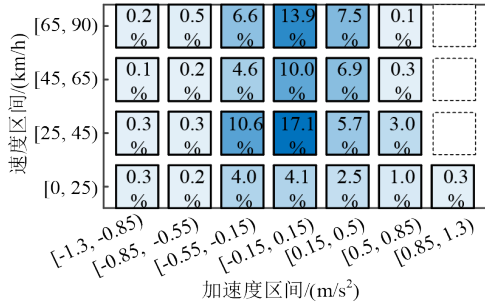 [65, 90)
0.2 % 0.5 % 6.6 % 13.9 % 7.5 % 0.1 %
[45, 65)
0.1 % 0.2 % 4.6 % 10.0 % 6.9 % 0.3 %
[25, 45)
0.3 % 0.3 % 10.6 % 17.1 % 5.7 % 3.0 %
[0, 25)
0.3 % 0.2 % 4.0 % 4.1 % 2.5 % 1.0 % 0.3 %
速度区间/(km/h)
[-1.3, -0.85) [-0.85, -0.55) [-0.55, -0.15) [-0.15, 0.15) [0.15, 0.5) [0.5, 0.85) [0.85, 1.3)
加速度区间/(m/s²)